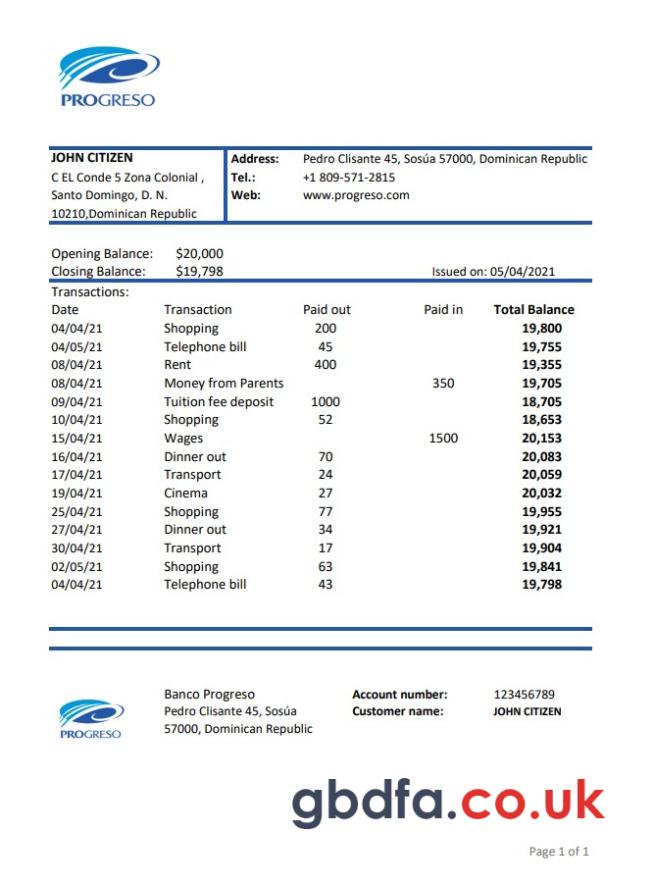 PROGRESO
JOHN CITIZEN
C EL Conde 5 Zona Colonial ,
Santo Domingo, D. N.
10210,Dominican Republic
Address: Pedro Clisante 45, Sosúa 57000, Dominican Republic
Tel.: +1 809-571-2815
Web: www.progreso.com
Opening Balance: $20,000
Closing Balance: $19,798 Issued on: 05/04/2021
Transactions:
Date Transaction Paid out Paid in Total Balance
04/04/21 Shopping 200 19,800
04/05/21 Telephone bill 45 19,755
08/04/21 Rent 400 19,355
08/04/21 Money from Parents 350 19,705
09/04/21 Tuition fee deposit 1000 18,705
10/04/21 Shopping 52 18,653
15/04/21 Wages 1500 20,153
16/04/21 Dinner out 70 20,083
17/04/21 Transport 24 20,059
19/04/21 Cinema 27 20,032
25/04/21 Shopping 77 19,955
27/04/21 Dinner out 34 19,921
30/04/21 Transport 17 19,904
02/05/21 Shopping 63 19,841
04/04/21 Telephone bill 43 19,798
PROGRESO
Banco Progreso
Pedro Clisante 45, Sosúa
57000, Dominican Republic
Account number: 123456789
Customer name: JOHN CITIZEN
gbdfa.co.uk
Page 1 of 1